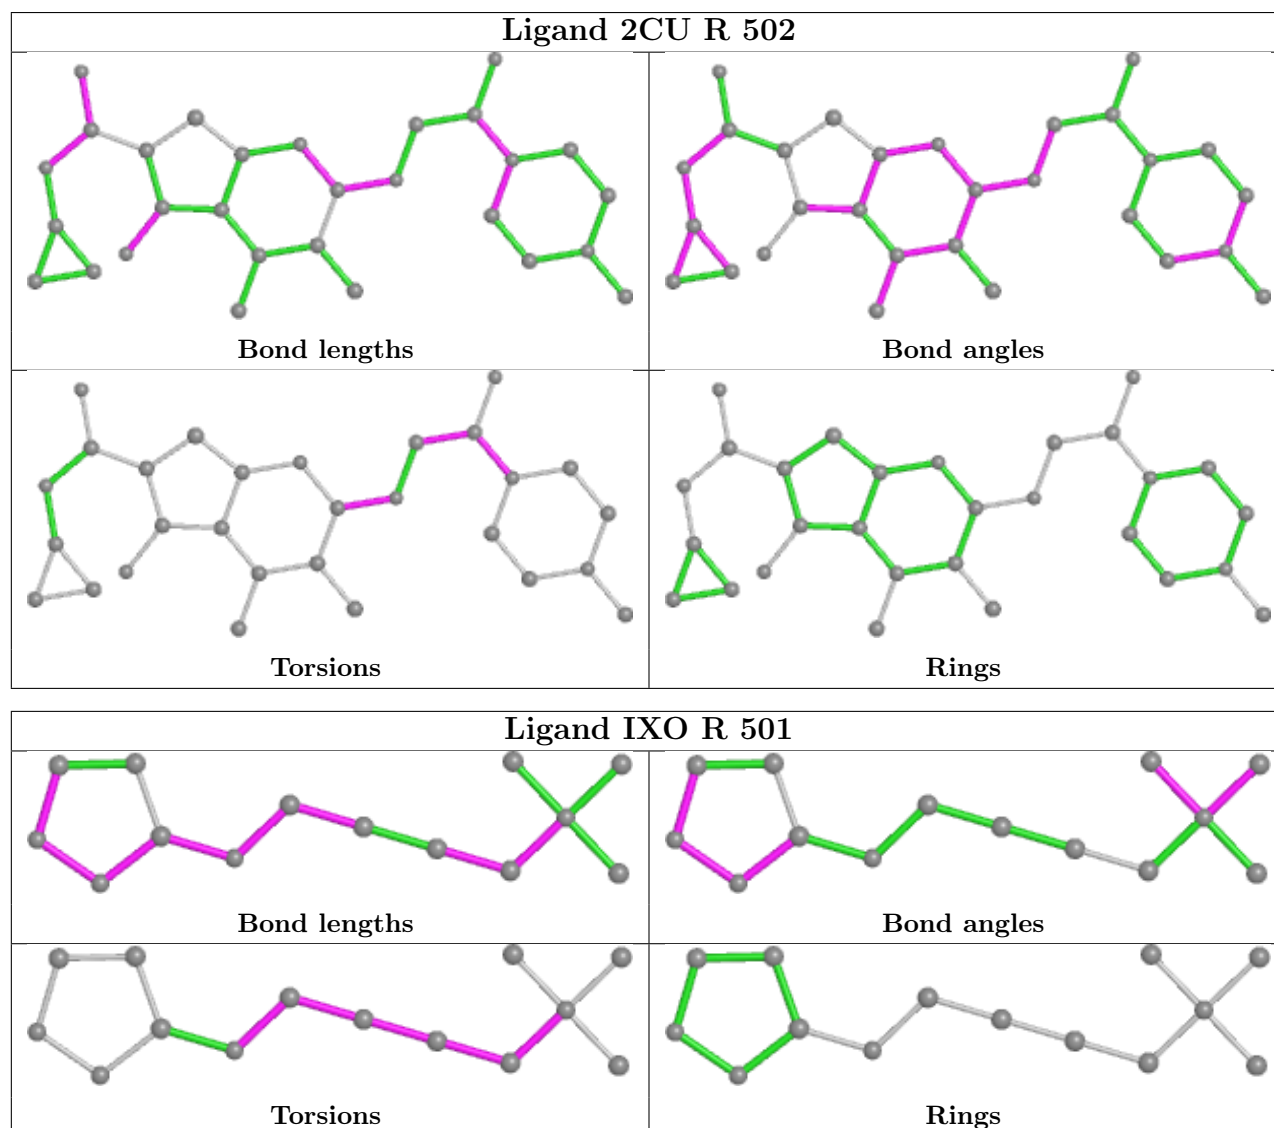 Ligand 2CU R 502
Bond lengths
Bond angles
Torsions
Rings
Ligand IXO R 501
Bond lengths
Bond angles
Torsions
Rings